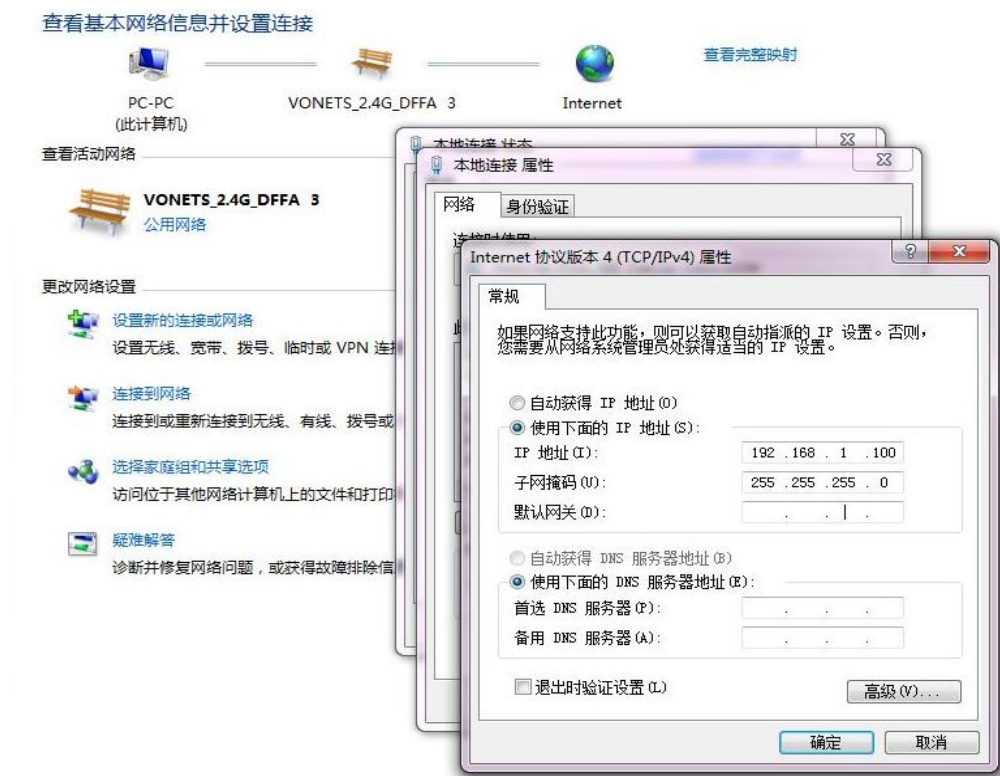 查看基本网络信息并设置连接
查看完整映射
PC-PC
(此计算机)
VONETS_2.4G_DFFA 3
Internet
查看活动网络
VONETS_2.4G_DFFA 3
公用网络
更改网络设置
设置新的连接或网络
设置无线、宽带、拨号、临时或 VPN 连
连接到网络
连接到或重新连接到无线、有线、拨号或
选择家庭组和共享选项
访问位于其他网络计算机上的文件和打印
疑难解答
诊断并修复网络问题，或获得故障排除信
本地连接 状态
本地连接 属性
网络
身份验证
连接时使用:
Internet 协议版本 4 (TCP/IPv4) 属性
常规
如果网络支持此功能，则可以获取自动指派的 IP 设置。否则，
您需要从网络系统管理员处获得适当的 IP 设置。
自动获得 IP 地址(O)
使用下面的 IP 地址(S):
IP 地址(I): 192 .168 . 1 .100
子网掩码(U): 255 .255 .255 . 0
默认网关(D): . . .
自动获得 DNS 服务器地址(B)
使用下面的 DNS 服务器地址(E):
首选 DNS 服务器(P): . . .
备用 DNS 服务器(A): . . .
退出时验证设置(L)
高级(V)...
确定
取消